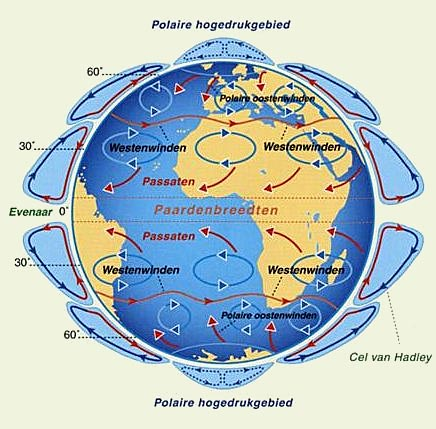 Polaire hogedrukgebied
60°
Polaire oostenwinden
30°
Westenwinden
Westenwinden
Passaten
Evenaar 0°
Paardenbreedten
Passaten
30°
Westenwinden
Westenwinden
Polaire oostenwinden
60°
Cel van Hadley
Polaire hogedrukgebied